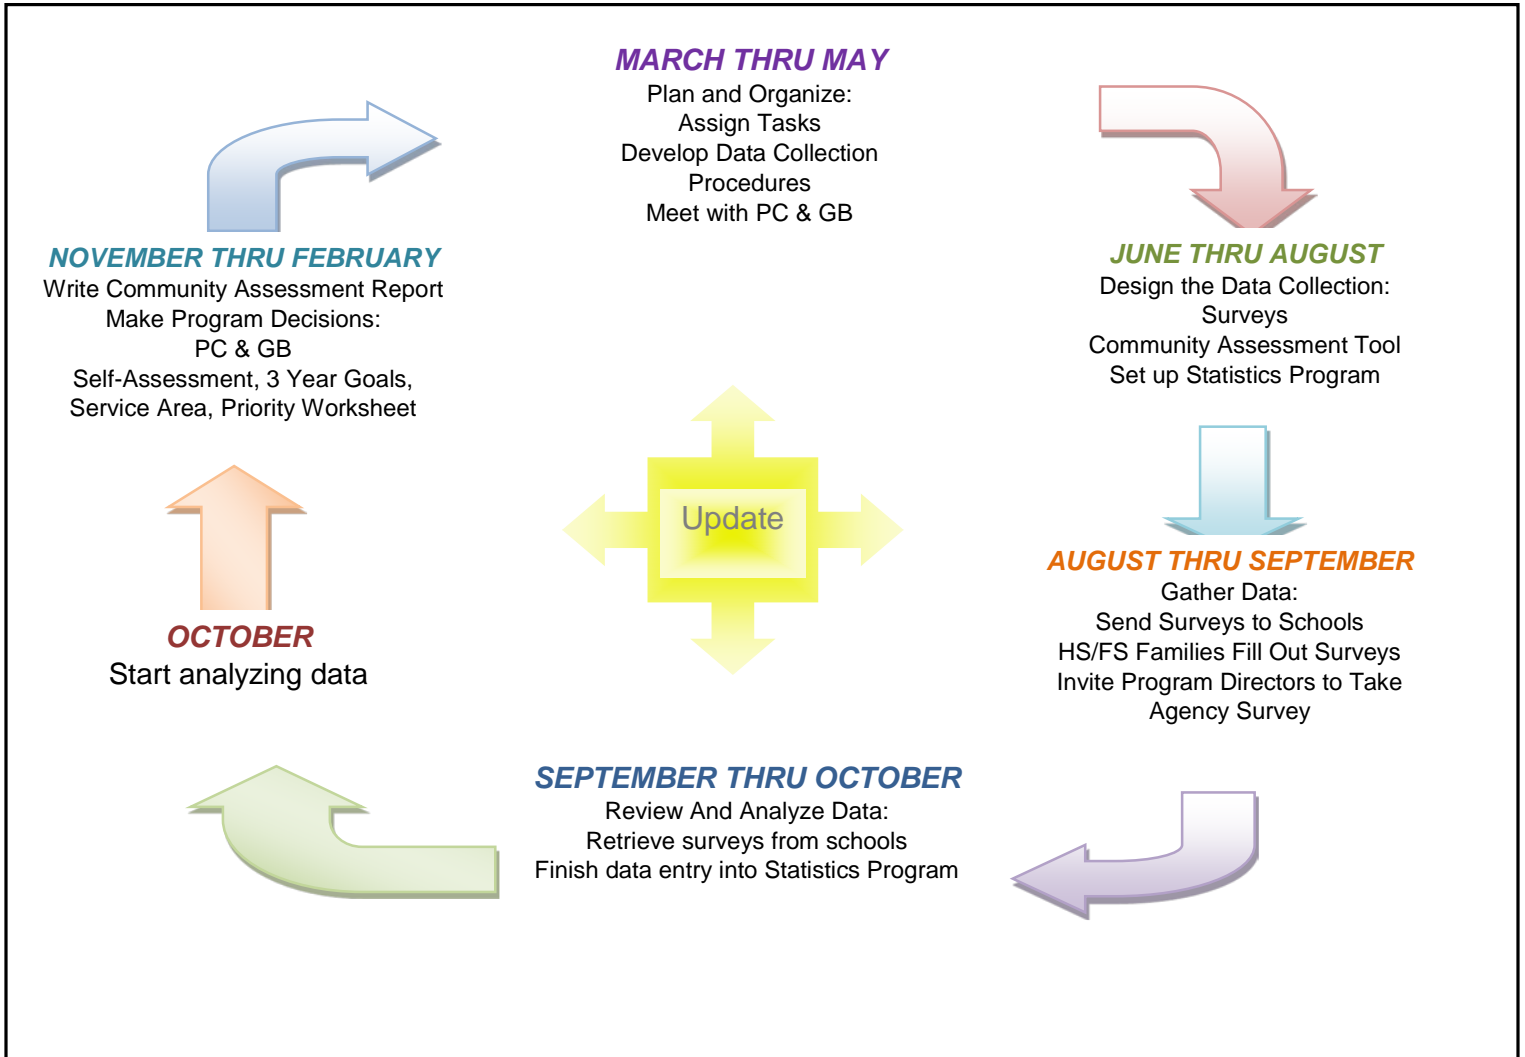 MARCH THRU MAY
Plan and Organize:
Assign Tasks
Develop Data Collection
Procedures
Meet with PC & GB
JUNE THRU AUGUST
Design the Data Collection:
Surveys
Community Assessment Tool
Set up Statistics Program
AUGUST THRU SEPTEMBER
Gather Data:
Send Surveys to Schools
HS/FS Families Fill Out Surveys
Invite Program Directors to Take
Agency Survey
SEPTEMBER THRU OCTOBER
Review And Analyze Data:
Retrieve surveys from schools
Finish data entry into Statistics Program
OCTOBER
Start analyzing data
NOVEMBER THRU FEBRUARY
Write Community Assessment Report
Make Program Decisions:
PC & GB
Self-Assessment, 3 Year Goals,
Service Area, Priority Worksheet
Update